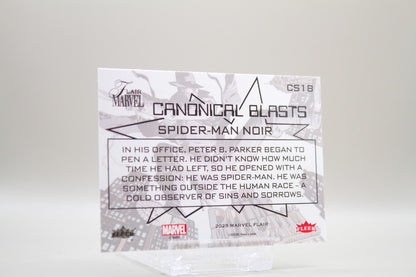 CS18
Flair
MARVEL
CANONICAL BLASTS
SPIDER-MAN NOIR
IN HIS OFFICE, PETER B. PARKER BEGAN TO
PEN A LETTER. HE DIDN'T KNOW HOW MUCH
TIME HE HAD LEFT, SO HE OPENED WITH A
CONFESSION: HE WAS SPIDER-MAN. HE WAS
SOMETHING OUTSIDE THE HUMAN RACE - A
COLD OBSERVER OF SINS AND SORROWS.
MARVEL
2025 MARVEL FLAIR
FLEER